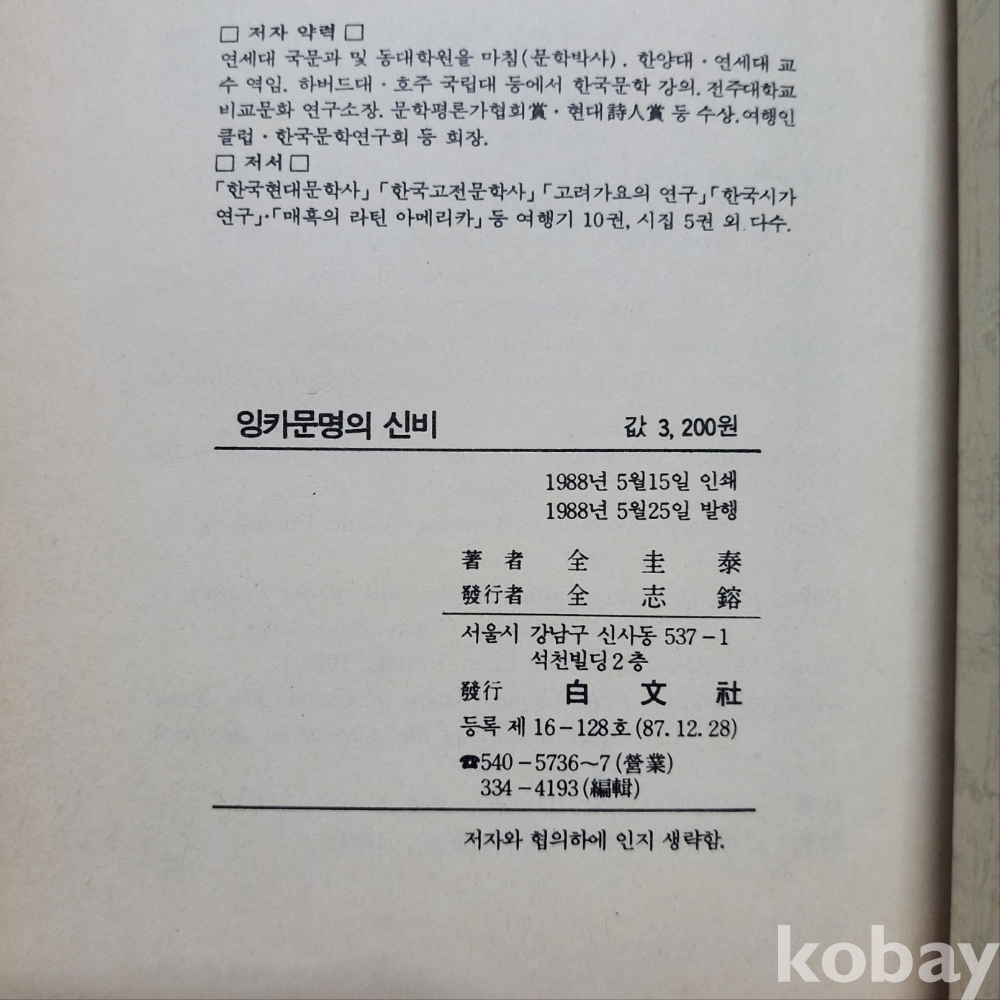 □ 저자 약력 □
연세대 국문과 및 동대학원을 마침(문학박사). 한양대·연세대 교
수 역임. 하버드대·호주 국립대 등에서 한국문학 강의. 전주대학교
비교문화 연구소장. 문학평론가협회賞·현대詩人賞 등 수상.여행인
클럽·한국문학연구회 등 회장.
□ 저서 □
「한국현대문학사」「한국고전문학사」「고려가요의 연구」「한국시가
연구」·「매혹의 라틴 아메리카」등 여행기 10권, 시집 5권 외 다수.
잉카문명의 신비 값 3,200원
1988년 5월15일 인쇄
1988년 5월25일 발행
著者 全圭泰
發行者 全志鎔
서울시 강남구 신사동 537-1
석천빌딩 2층
發行 白文社
등록 제16-128호(87.12.28)
☎540-5736~7(營業)
334-4193(編輯)
저자와 협의하에 인지 생략함.
kobay